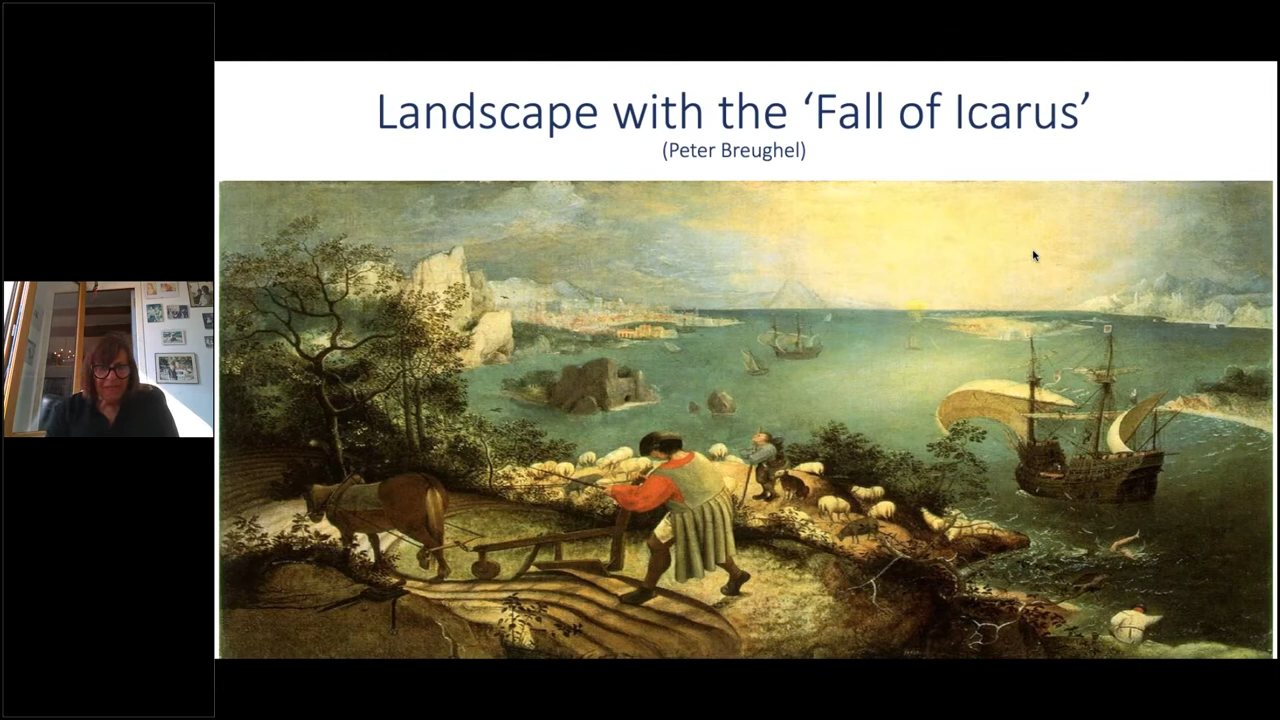 Landscape with the ‘Fall of Icarus’
(Peter Breughel)